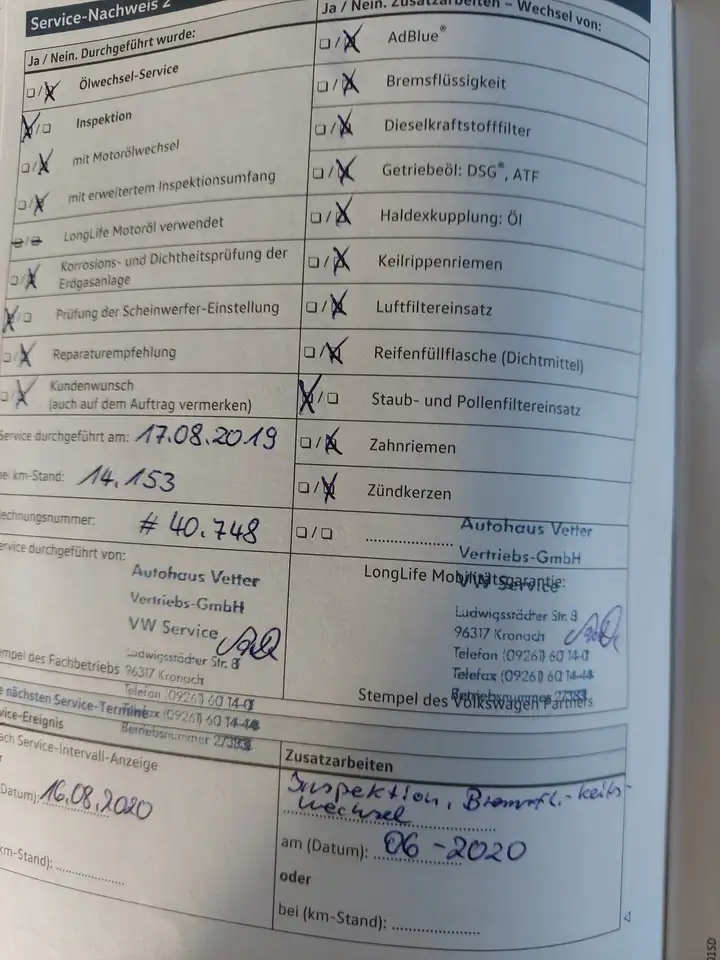 Service-Nachweis 2
Ja / Nein. Durchgeführt wurde:
Ölwechsel-Service
Inspektion
mit Motorölwechsel
mit erweitertem Inspektionsumfang
LongLife Motoröl verwendet
Korrosions- und Dichtheitsprüfung der
Erdgasanlage
Prüfung der Scheinwerfer-Einstellung
Reparaturempfehlung
Kundenwunsch
(auch auf dem Auftrag vermerken)
Service durchgeführt am: 17.08.2019
bei km-Stand: 14.153
Rechnungsnummer: # 40.748
Service durchgeführt von:
Autohaus Vetter
Vertriebs-GmbH
VW Service
Ludwigsstädter Str. 8
Stempel des Fachbetriebs 96317 Kronach
Telefon (09261) 60 14-0
Telefax (09261) 60 14-44
Betriebsnummer 27383
Ja / Nein. Zusatzarbeiten – Wechsel von:
AdBlue®
Bremsflüssigkeit
Dieselkraftstofffilter
Getriebeöl: DSG®, ATF
Haldexkupplung: Öl
Keilrippenriemen
Luftfiltereinsatz
Reifenfüllflasche (Dichtmittel)
Staub- und Pollenfiltereinsatz
Zahnriemen
Zündkerzen
Autohaus Vetter
Vertriebs-GmbH
LongLife Mobilitätsgarantie:
VW Service
Ludwigsstädter Str. 8
96317 Kronach
Telefon (09261) 60 14-0
Telefax (09261) 60 14-44
Betriebsnummer 27383
Stempel des Volkswagen Partners
e nächsten Service-Termine
vice-Ereignis
ach Service-Intervall-Anzeige
Datum): 16.08.2020
km-Stand):
Zusatzarbeiten
Inspektion, Bremsfl.-keits-
wechsel
am (Datum): 06-2020
oder
bei (km-Stand):